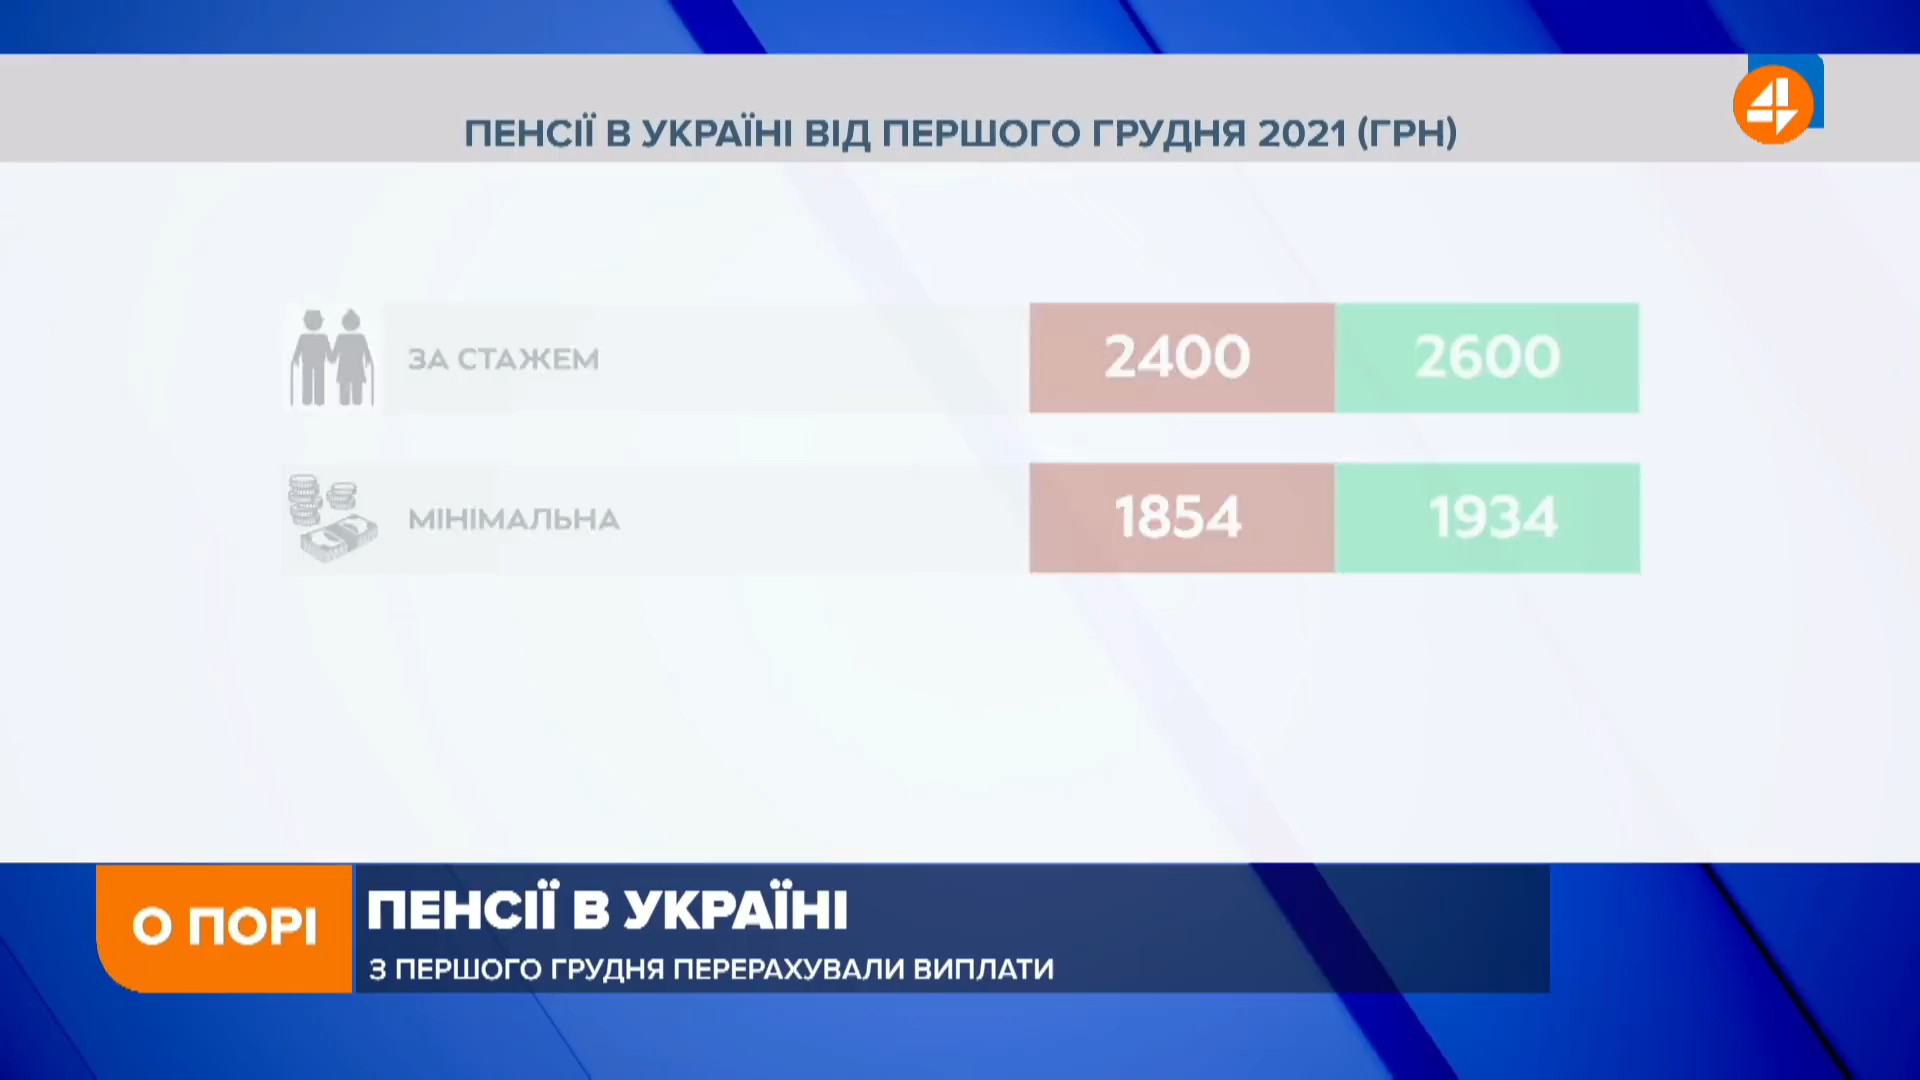 ПЕНСІЇ В УКРАЇНІ ВІД ПЕРШОГО ГРУДНЯ 2021 (ГРН)
4
ЗА СТАЖЕМ 2400 2600
МІНІМАЛЬНА 1854 1934
О ПОРІ
ПЕНСІЇ В УКРАЇНІ
З ПЕРШОГО ГРУДНЯ ПЕРЕРАХУВАЛИ ВИПЛАТИ